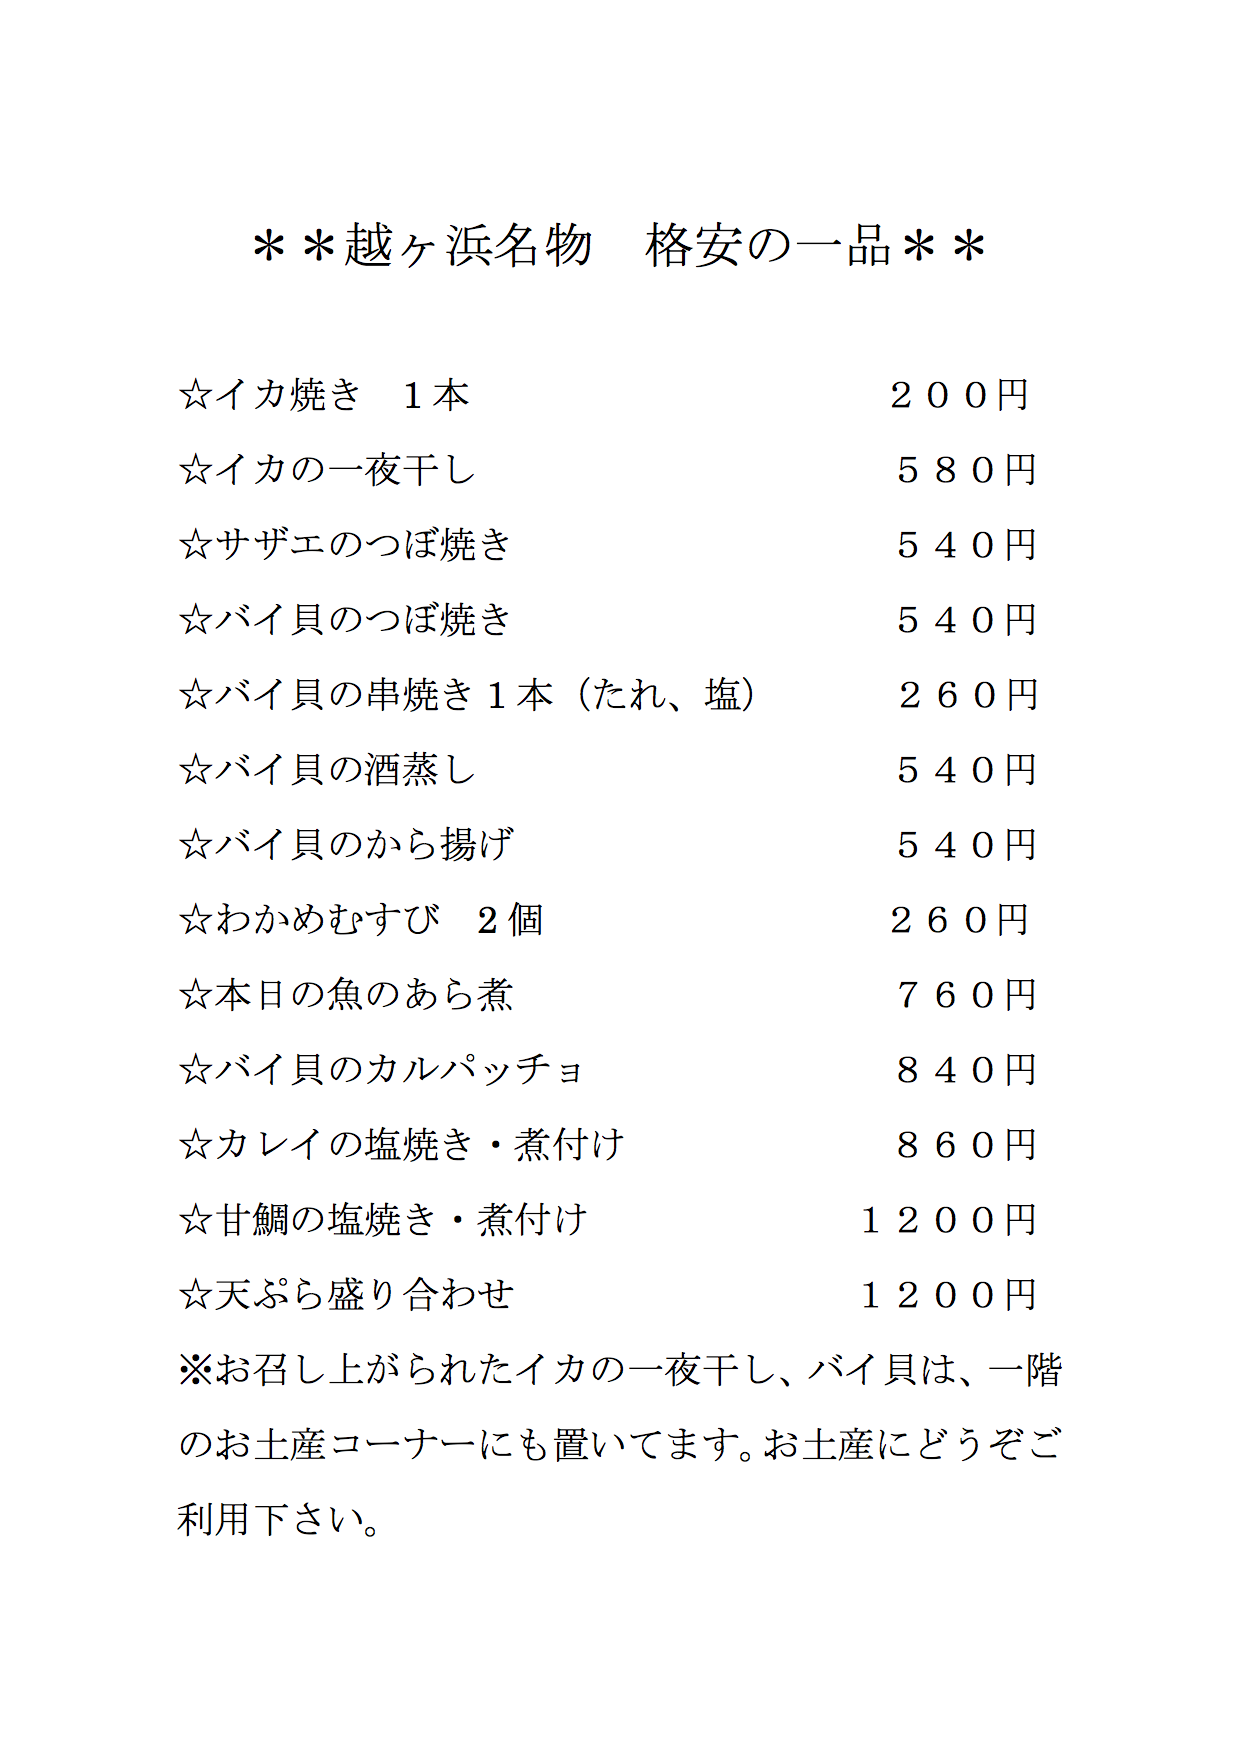 ＊＊越ヶ浜名物　格安の一品＊＊
☆イカ焼き　１本　２００円
☆イカの一夜干し　５８０円
☆サザエのつぼ焼き　５４０円
☆バイ貝のつぼ焼き　５４０円
☆バイ貝の串焼き１本（たれ、塩）　２６０円
☆バイ貝の酒蒸し　５４０円
☆バイ貝のから揚げ　５４０円
☆わかめむすび　2個　２６０円
☆本日の魚のあら煮　７６０円
☆バイ貝のカルパッチョ　８４０円
☆カレイの塩焼き・煮付け　８６０円
☆甘鯛の塩焼き・煮付け　１２００円
☆天ぷら盛り合わせ　１２００円
※お召し上がられたイカの一夜干し、バイ貝は、一階
のお土産コーナーにも置いてます。お土産にどうぞご
利用下さい。